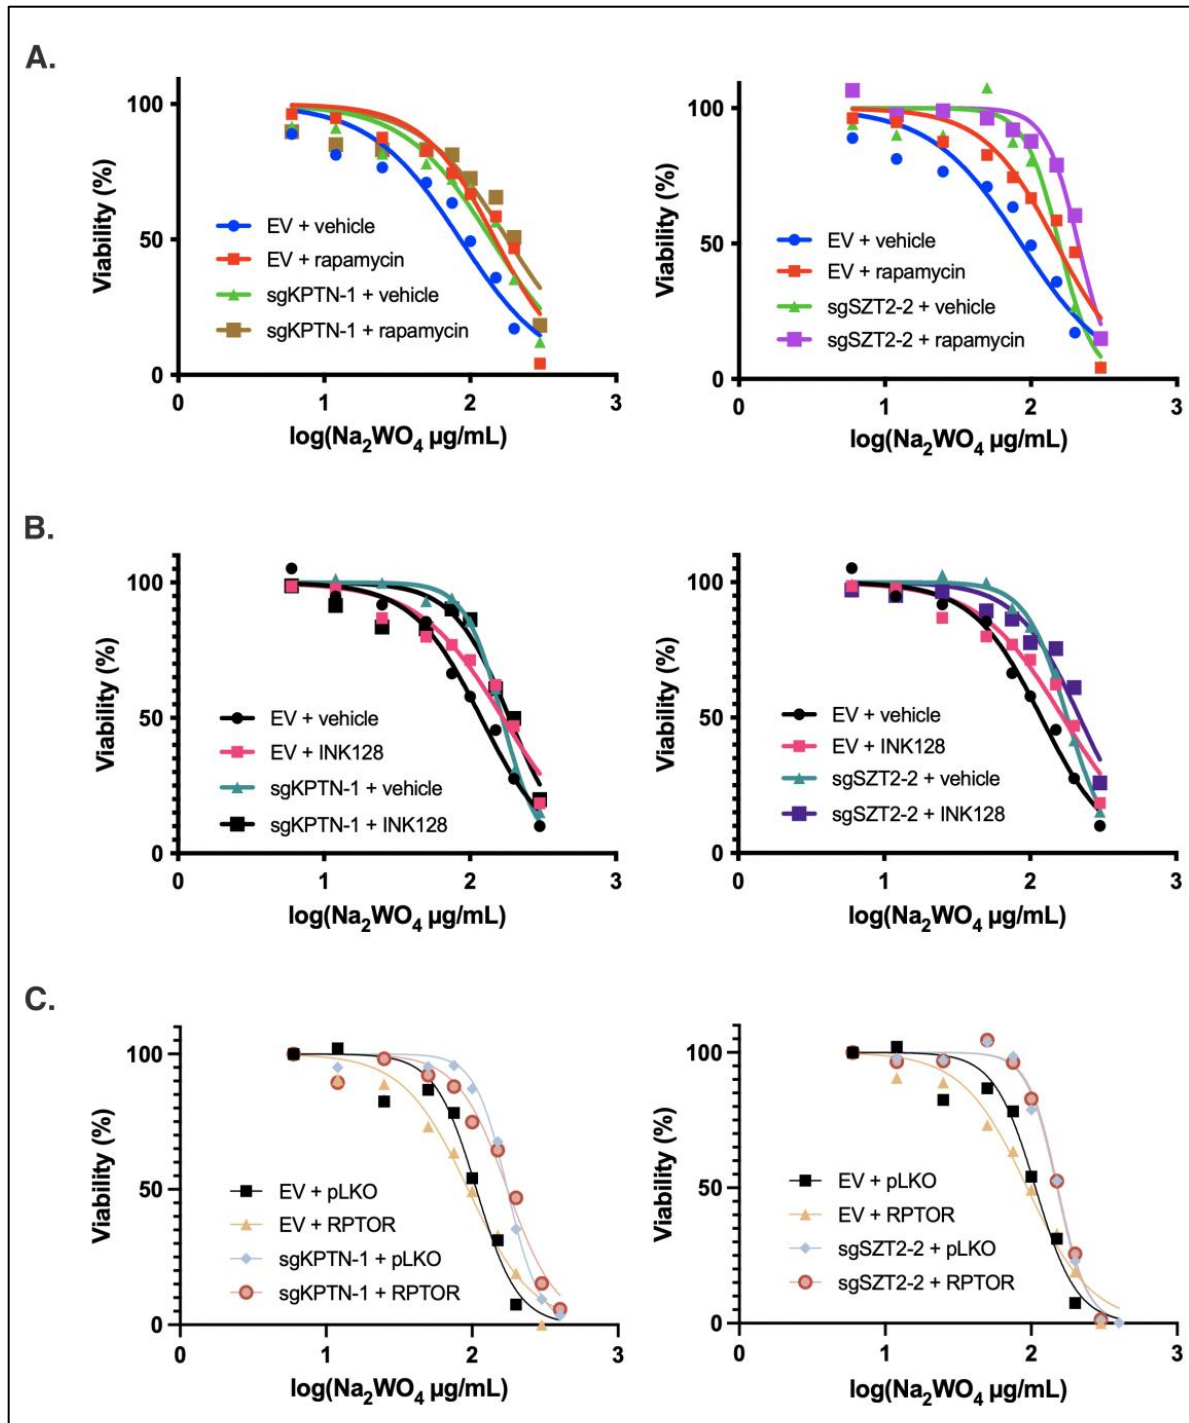 A.
Viability (%)
100
50
0
EV + vehicle
EV + rapamycin
sgKPTN-1 + vehicle
sgKPTN-1 + rapamycin
0 1 2 3
log(Na₂WO₄ µg/mL)
Viability (%)
100
50
0
EV + vehicle
EV + rapamycin
sgSZT2-2 + vehicle
sgSZT2-2 + rapamycin
0 1 2 3
log(Na₂WO₄ µg/mL)
B.
Viability (%)
100
50
0
EV + vehicle
EV + INK128
sgKPTN-1 + vehicle
sgKPTN-1 + INK128
0 1 2 3
log(Na₂WO₄ µg/mL)
Viability (%)
100
50
0
EV + vehicle
EV + INK128
sgSZT2-2 + vehicle
sgSZT2-2 + INK128
0 1 2 3
log(Na₂WO₄ µg/mL)
C.
Viability (%)
100
50
0
EV + pLKO
EV + RPTOR
sgKPTN-1 + pLKO
sgKPTN-1 + RPTOR
0 1 2 3
log(Na₂WO₄ µg/mL)
Viability (%)
100
50
0
EV + pLKO
EV + RPTOR
sgSZT2-2 + pLKO
sgSZT2-2 + RPTOR
0 1 2 3
log(Na₂WO₄ µg/mL)